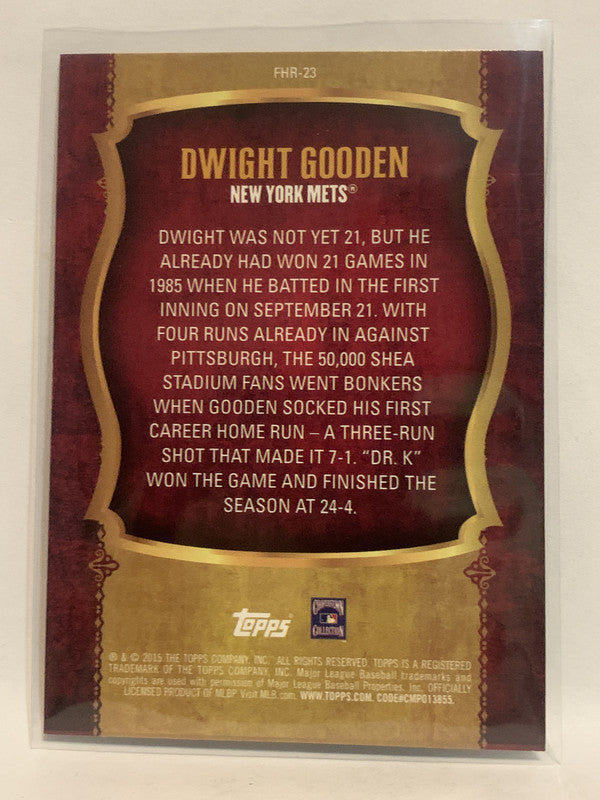 FHR-23
DWIGHT GOODEN
NEW YORK METS®
DWIGHT WAS NOT YET 21, BUT HE
ALREADY HAD WON 21 GAMES IN
1985 WHEN HE BATTED IN THE FIRST
INNING ON SEPTEMBER 21. WITH
FOUR RUNS ALREADY IN AGAINST
PITTSBURGH, THE 50,000 SHEA
STADIUM FANS WENT BONKERS
WHEN GOODEN SOCKED HIS FIRST
CAREER HOME RUN – A THREE-RUN
SHOT THAT MADE IT 7-1. “DR. K”
WON THE GAME AND FINISHED THE
SEASON AT 24-4.
TOPPS®
COOPERSTOWN
COLLECTION
® & © 2015 THE TOPPS COMPANY, INC. ALL RIGHTS RESERVED. TOPPS IS A REGISTERED
TRADEMARK OF THE TOPPS COMPANY, INC. Major League Baseball trademarks and
copyrights are used with permission of Major League Baseball Properties, Inc. OFFICIALLY
LICENSED PRODUCT OF MLBP Visit MLB.com. WWW.TOPPS.COM. CODE#CMP013855.